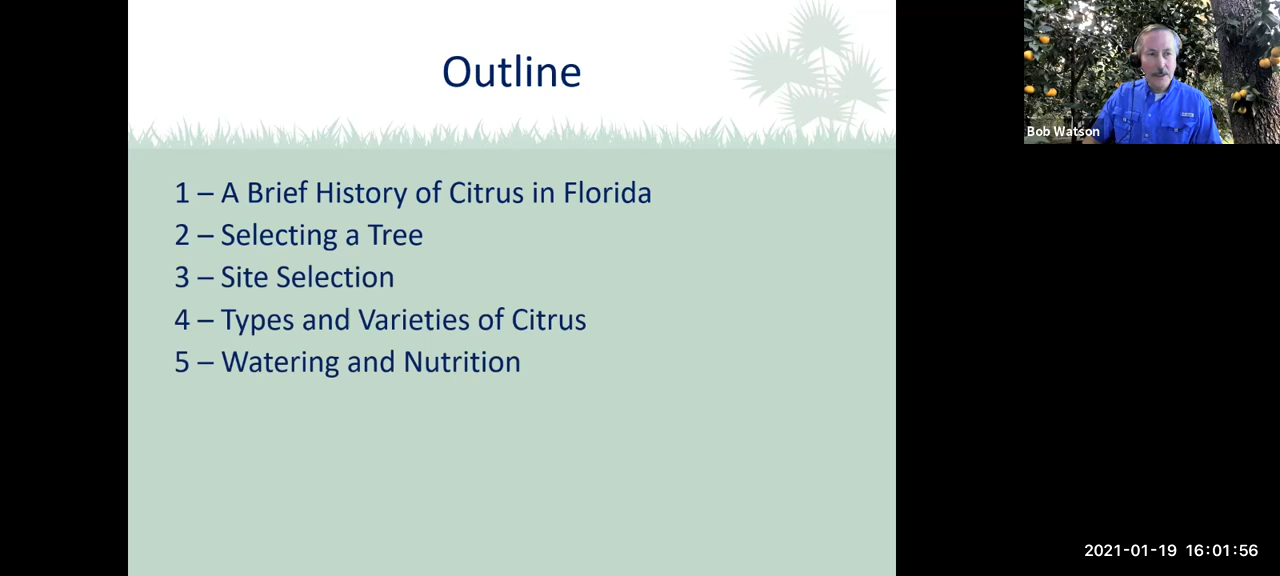 Outline
1 – A Brief History of Citrus in Florida
2 – Selecting a Tree
3 – Site Selection
4 – Types and Varieties of Citrus
5 – Watering and Nutrition
Bob Watson
2021-01-19 16:01:56